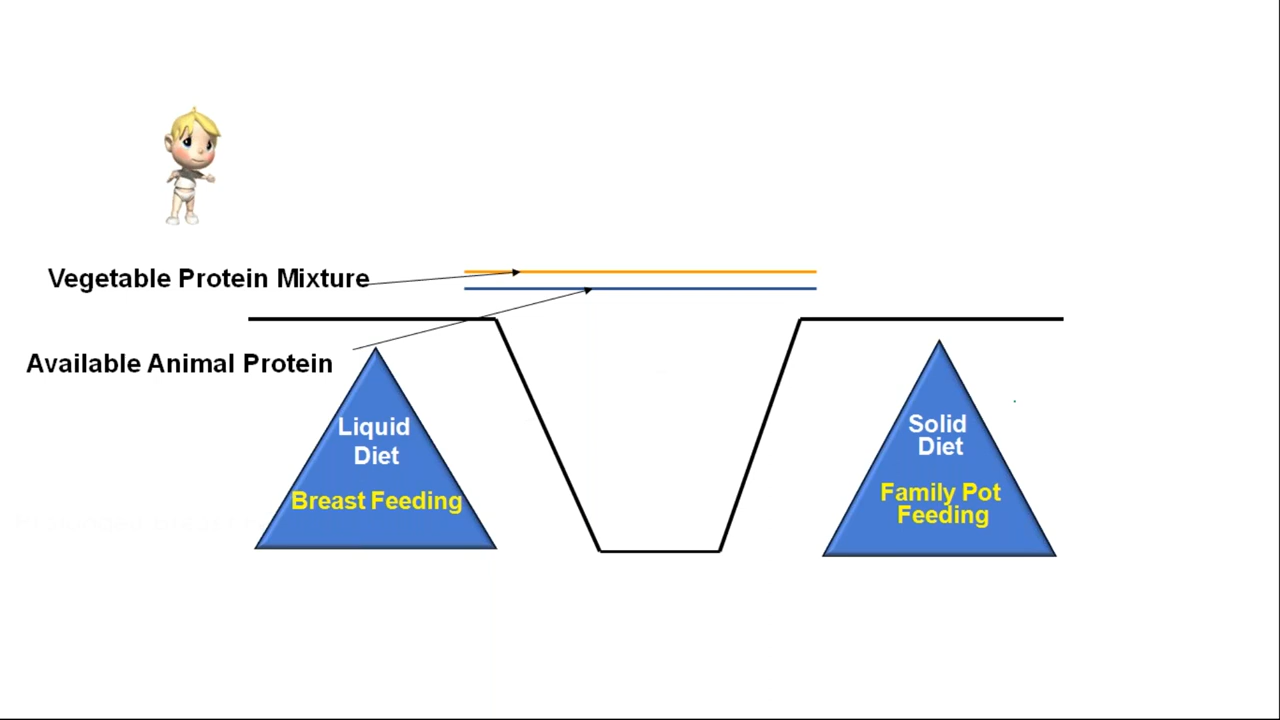 Vegetable Protein Mixture
Available Animal Protein
Liquid
Diet
Breast Feeding
Solid
Diet
Family Pot
Feeding